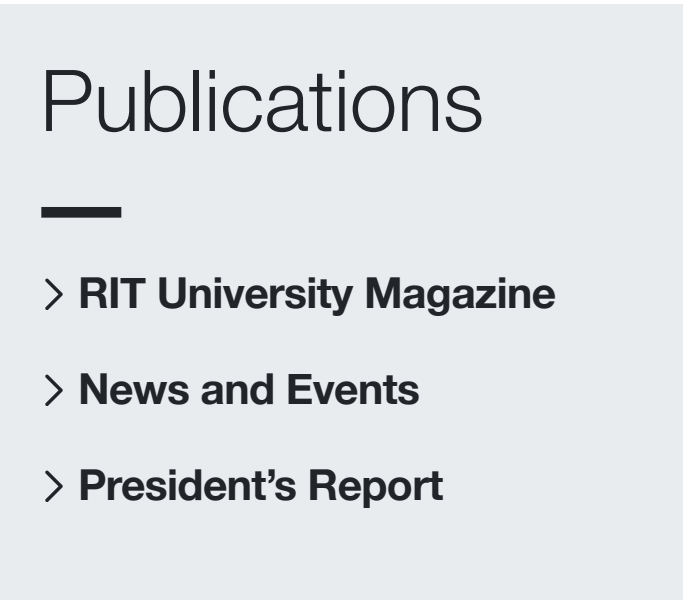 Publications
RIT University Magazine
News and Events
President’s Report